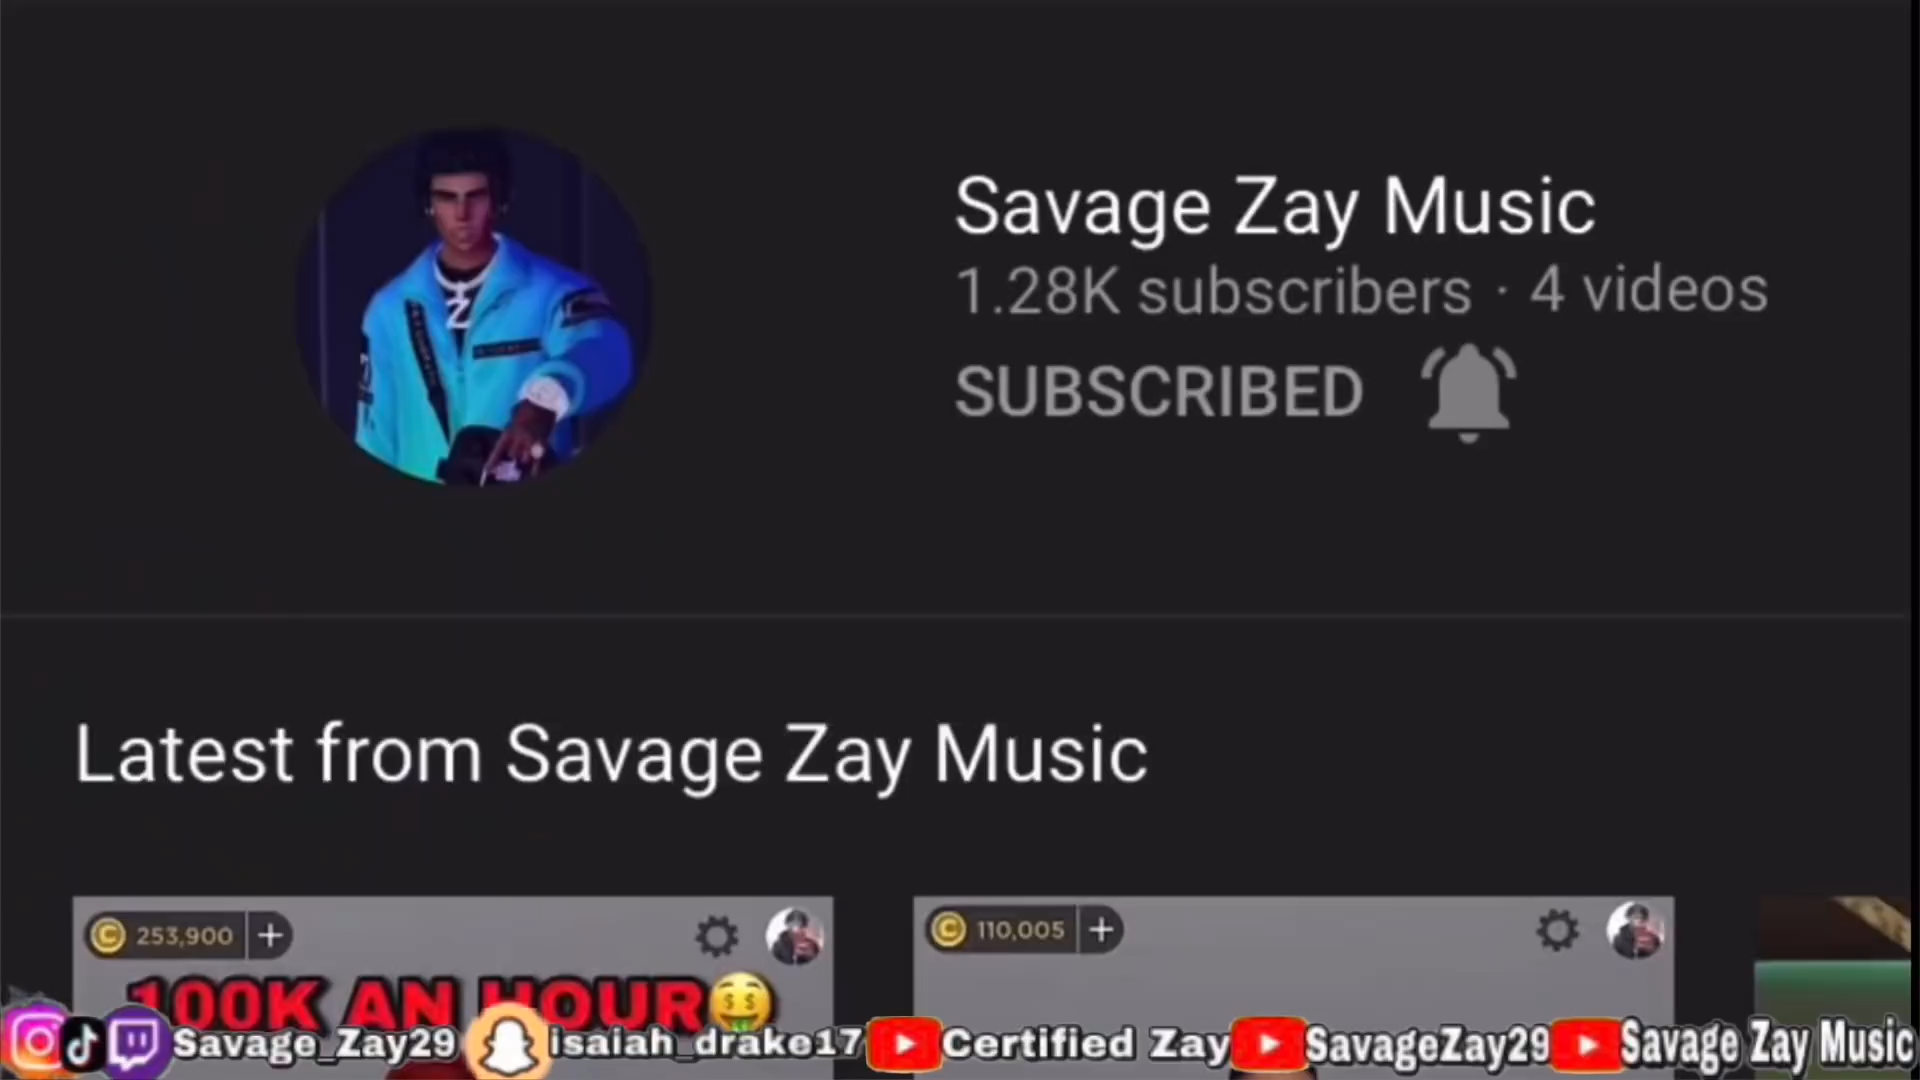 Savage Zay Music
1.28K subscribers · 4 videos
SUBSCRIBED
Latest from Savage Zay Music
253,900 +
110,005 +
100K AN HOUR🤑
Savage_Zay29 isaiah_drake17 Certified Zay SavageZay29 Savage Zay Music